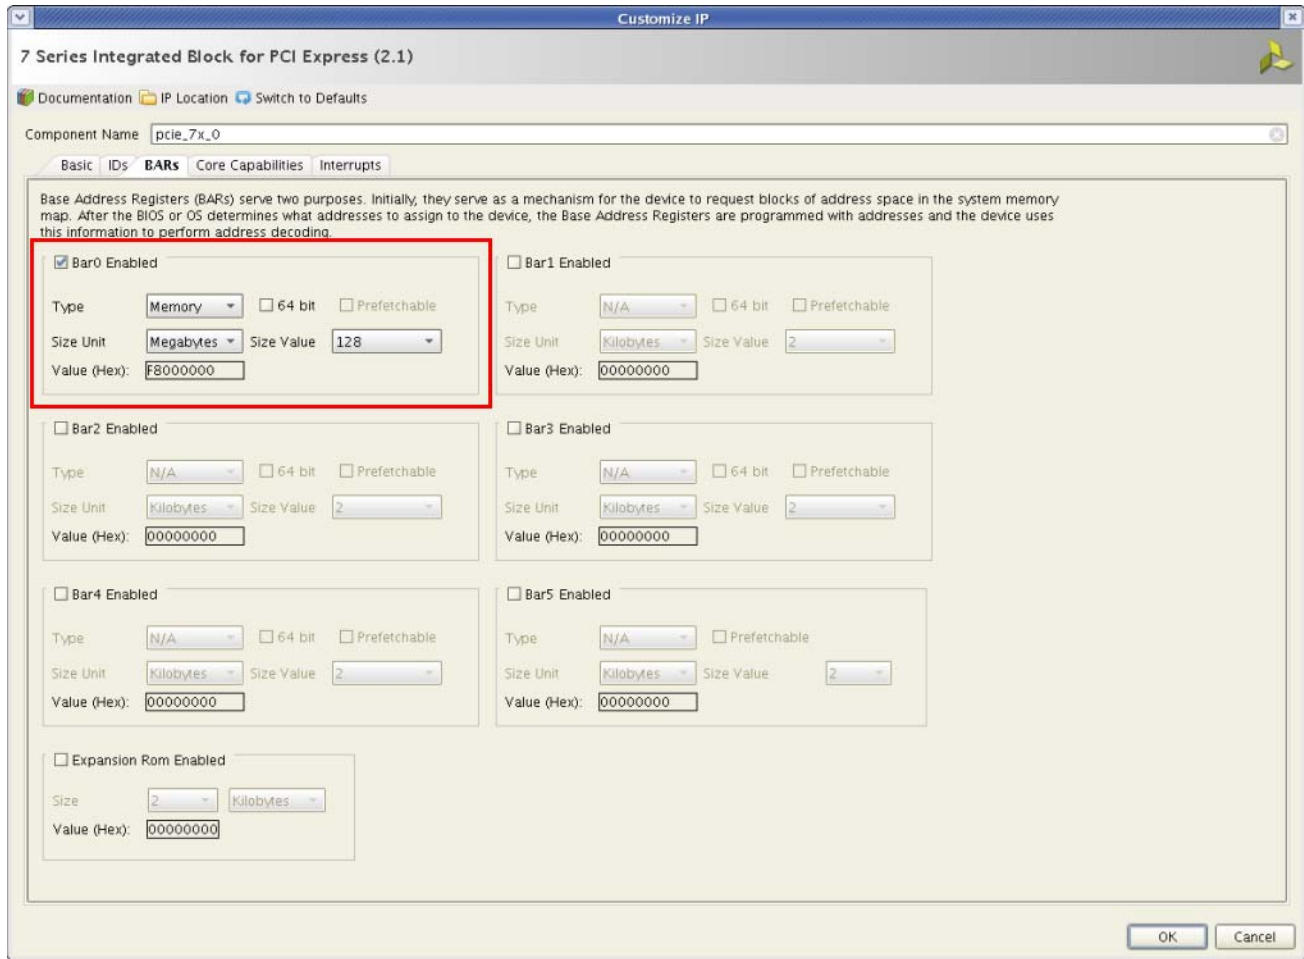 Customize IP
7 Series Integrated Block for PCI Express (2.1)
Documentation IP Location Switch to Defaults
Component Name pcie_7x_0
Basic IDs BARs Core Capabilities Interrupts
Base Address Registers (BARs) serve two purposes. Initially, they serve as a mechanism for the device to request blocks of address space in the system memory
map. After the BIOS or OS determines what addresses to assign to the device, the Base Address Registers are programmed with addresses and the device uses
this information to perform address decoding.
Bar0 Enabled
Type Memory 64 bit Prefetchable
Size Unit Megabytes Size Value 128
Value (Hex): F8000000
Bar1 Enabled
Type N/A 64 bit Prefetchable
Size Unit Kilobytes Size Value 2
Value (Hex): 00000000
Bar2 Enabled
Type N/A 64 bit Prefetchable
Size Unit Kilobytes Size Value 2
Value (Hex): 00000000
Bar3 Enabled
Type N/A 64 bit Prefetchable
Size Unit Kilobytes Size Value 2
Value (Hex): 00000000
Bar4 Enabled
Type N/A 64 bit Prefetchable
Size Unit Kilobytes Size Value 2
Value (Hex): 00000000
Bar5 Enabled
Type N/A Prefetchable
Size Unit Kilobytes Size Value 2
Value (Hex): 00000000
Expansion Rom Enabled
Size 2 Kilobytes
Value (Hex): 00000000
OK Cancel